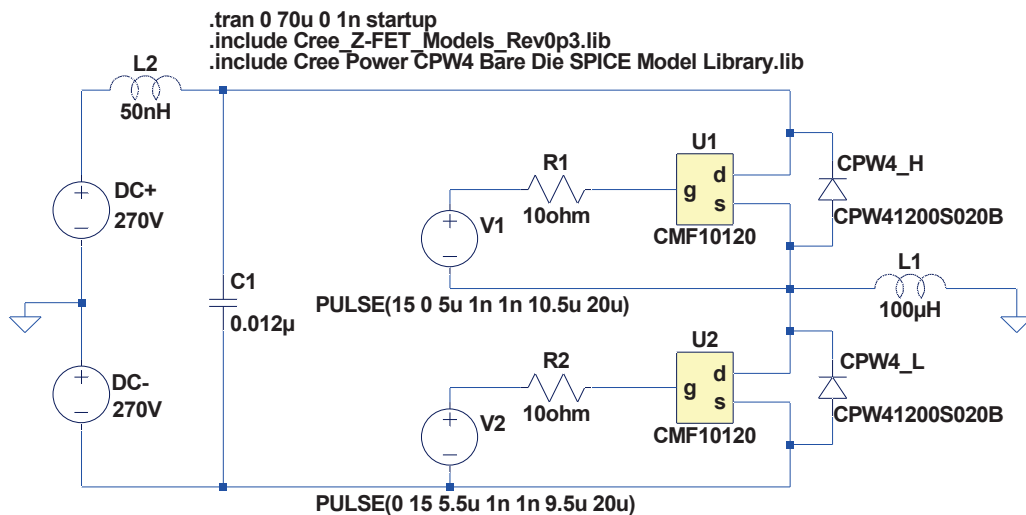 .tran 0 70u 0 1n startup
.include Cree_Z-FET_Models_Rev0p3.lib
.include Cree Power CPW4 Bare Die SPICE Model Library.lib
L2
50nH
DC+
270V
C1
0.012µ
DC-
270V
R1
10ohm
V1
PULSE(15 0 5u 1n 1n 10.5u 20u)
U1
g
d
s
CMF10120
CPW4_H
CPW41200S020B
L1
100µH
R2
10ohm
V2
PULSE(0 15 5.5u 1n 1n 9.5u 20u)
U2
g
d
s
CMF10120
CPW4_L
CPW41200S020B